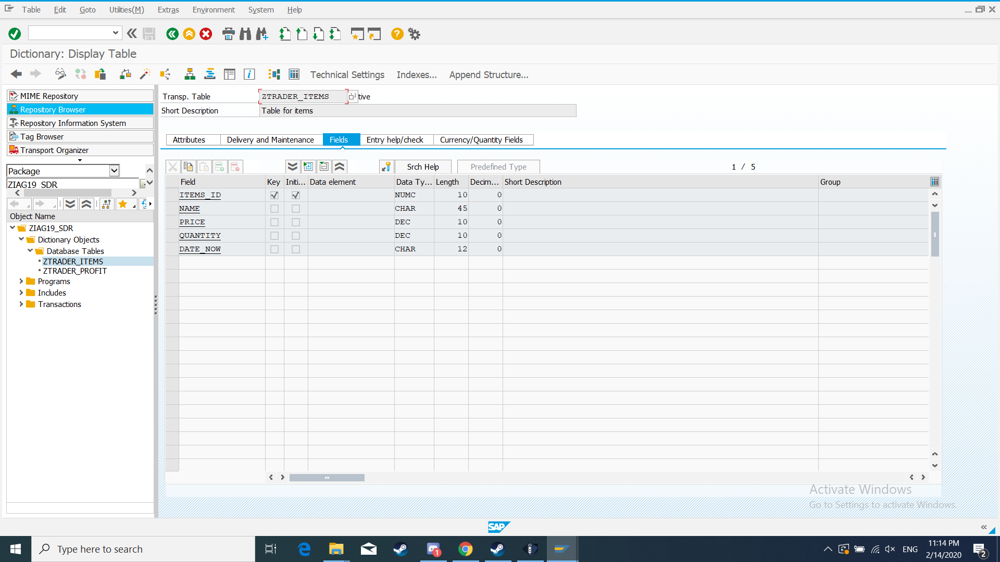 Table Edit Goto Utilities(M) Extras Environment System Help
Dictionary: Display Table
Technical Settings Indexes... Append Structure...
MIME Repository
Repository Browser
Repository Information System
Tag Browser
Transport Organizer
Package
ZIAG19_SDR
Object Name
ZIAG19_SDR
Dictionary Objects
Database Tables
ZTRADER_ITEMS
ZTRADER_PROFIT
Programs
Includes
Transactions
Transp. Table ZTRADER_ITEMS tive
Short Description Table for items
Attributes Delivery and Maintenance Fields Entry help/check Currency/Quantity Fields
Srch Help Predefined Type 1 / 5
Field Key Initi... Data element Data Ty... Length Decim... Short Description Group
ITEMS_ID NUMC 10 0
NAME CHAR 45 0
PRICE DEC 10 0
QUANTITY DEC 10 0
DATE_NOW CHAR 12 0
Activate Windows
Go to Settings to activate Windows.
SAP
Type here to search
1
ENG
11:14 PM
2/14/2020
2